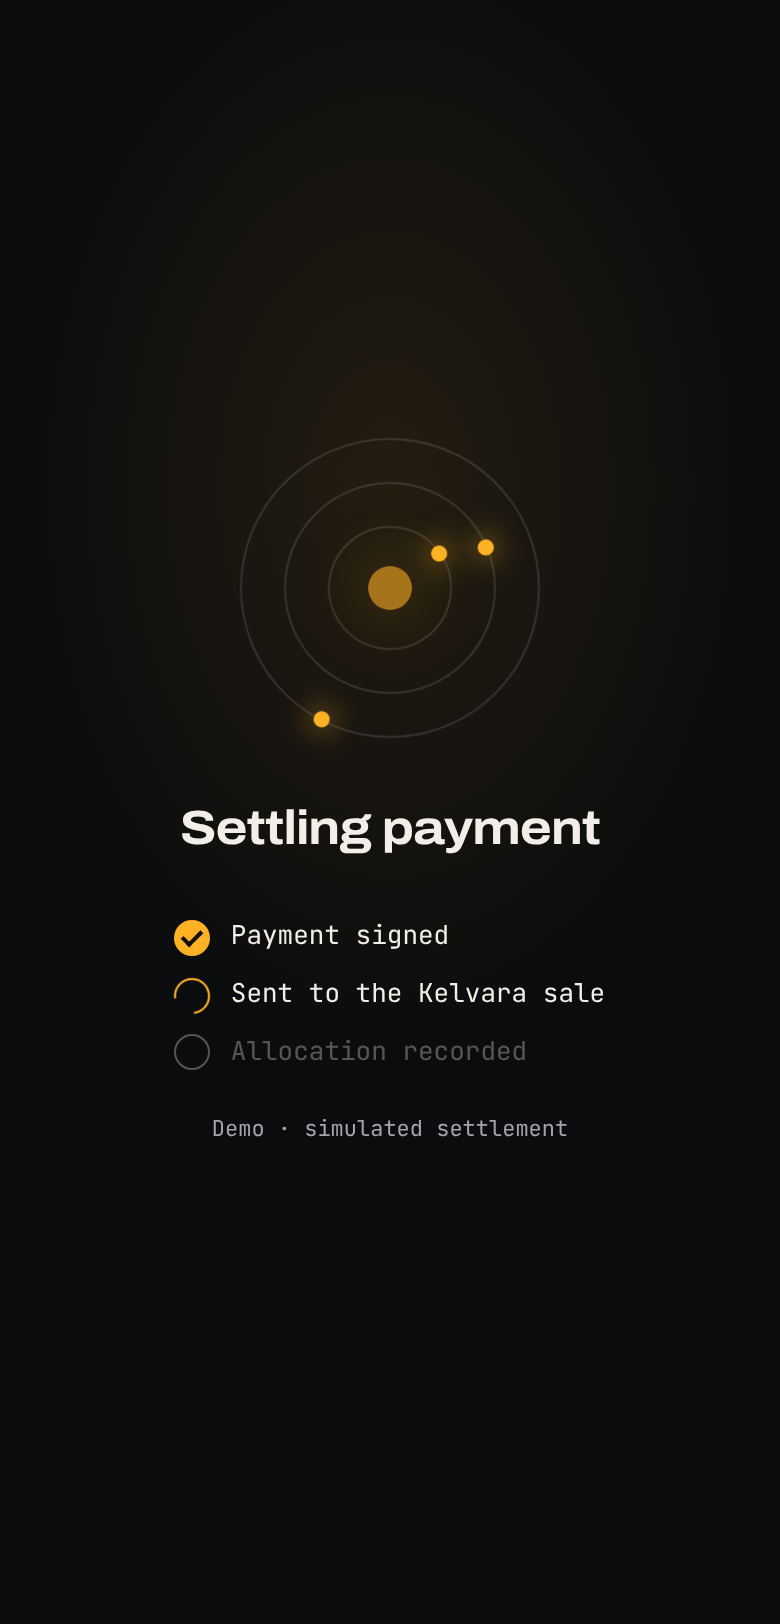 Settling payment
Payment signed
Sent to the Kelvara sale
Allocation recorded
Demo · simulated settlement